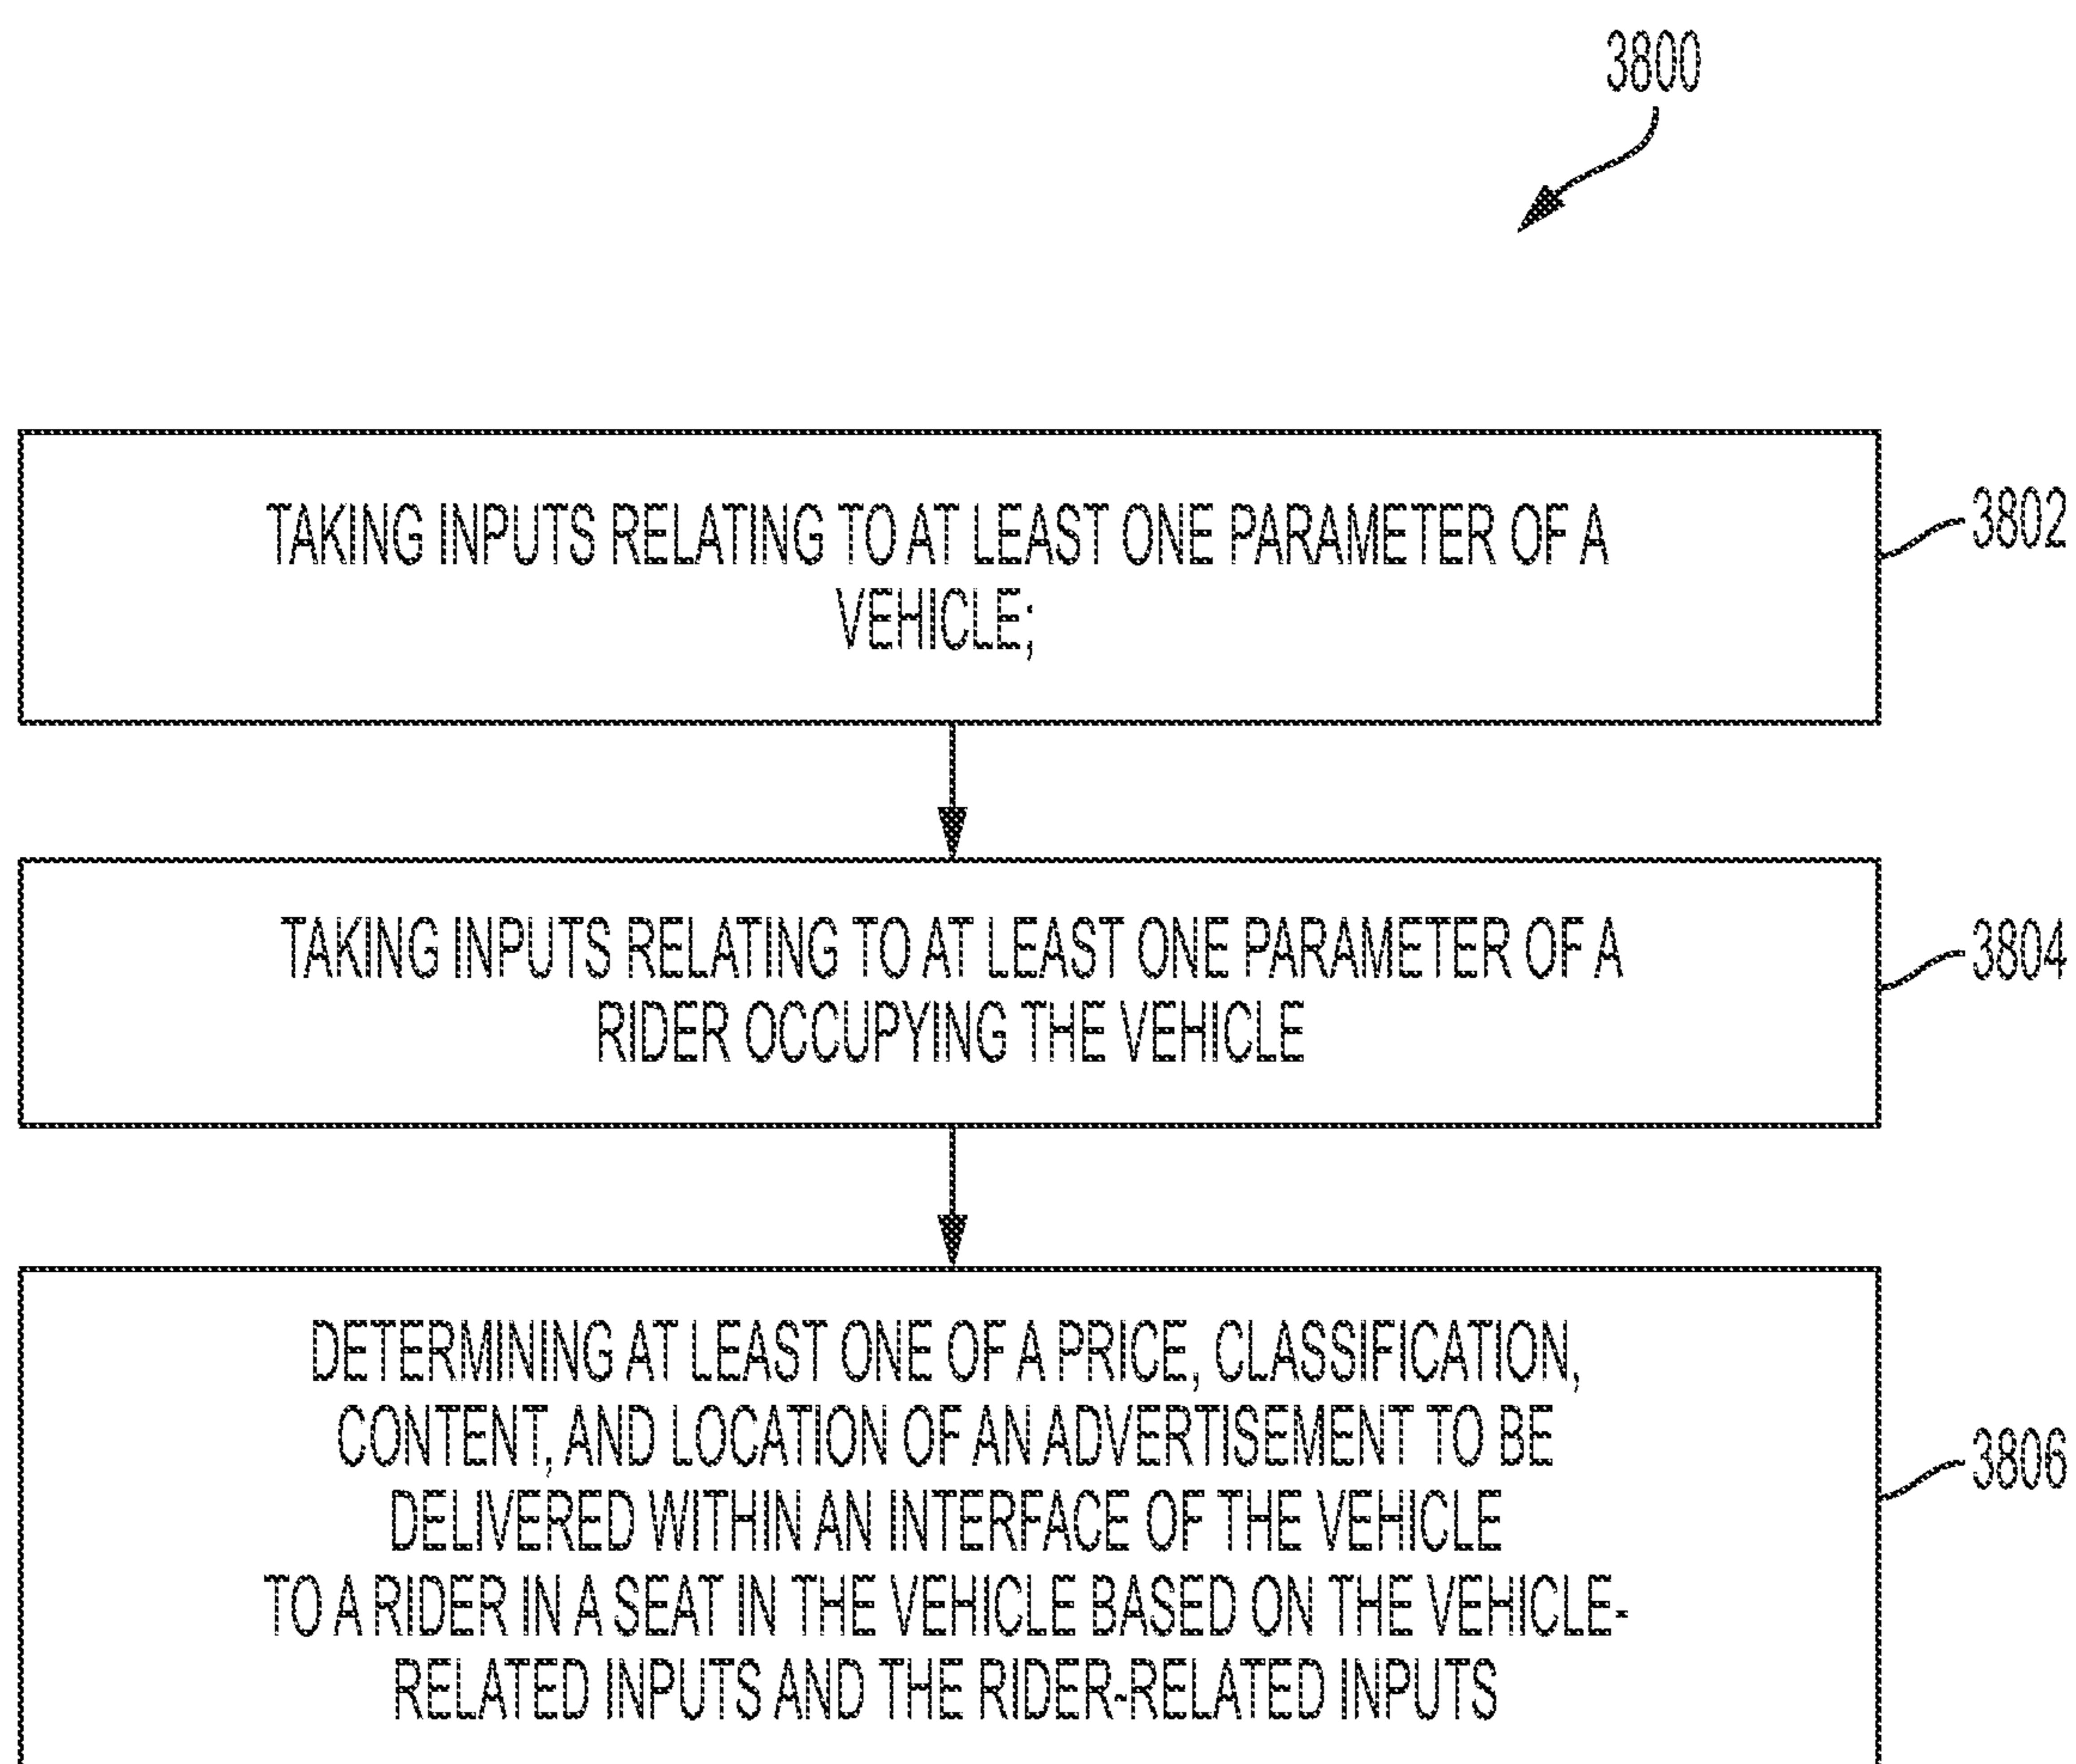 3800
TAKING INPUTS RELATING TO AT LEAST ONE PARAMETER OF A
VEHICLE;
3802
TAKING INPUTS RELATING TO AT LEAST ONE PARAMETER OF A
RIDER OCCUPYING THE VEHICLE
3804
DETERMINING AT LEAST ONE OF A PRICE, CLASSIFICATION,
CONTENT, AND LOCATION OF AN ADVERTISEMENT TO BE
DELIVERED WITHIN AN INTERFACE OF THE VEHICLE
TO A RIDER IN A SEAT IN THE VEHICLE BASED ON THE VEHICLE-
RELATED INPUTS AND THE RIDER-RELATED INPUTS
3806